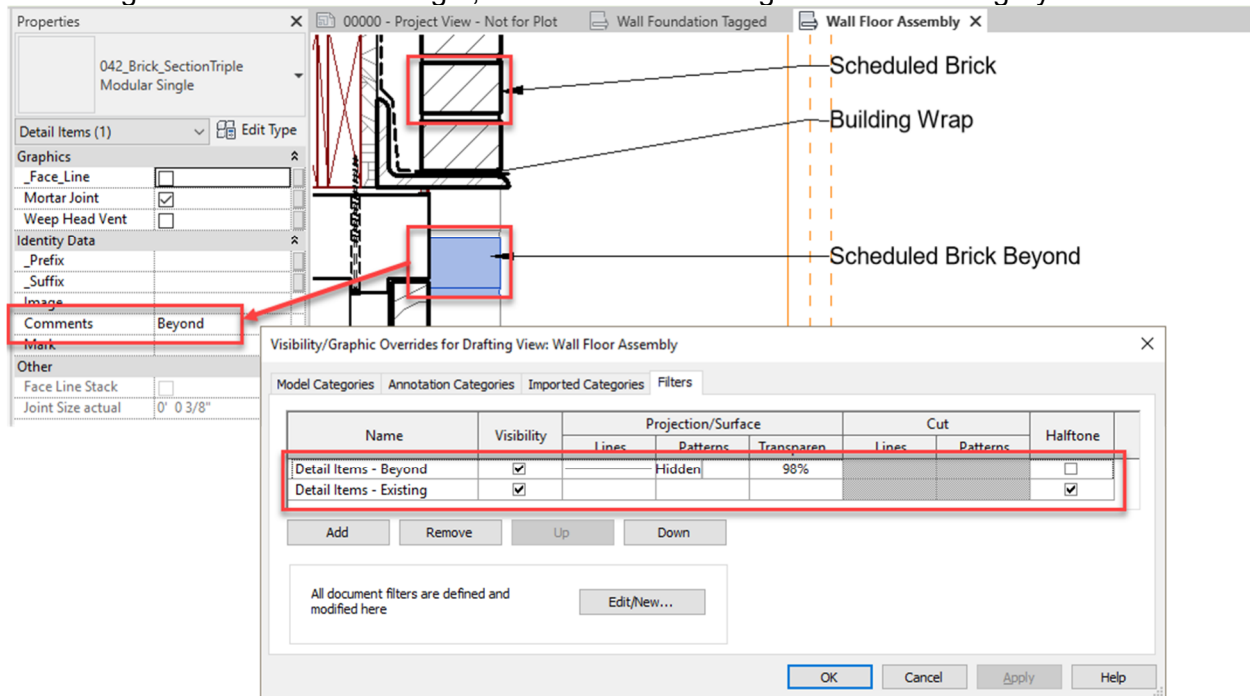 Properties
00000 - Project View - Not for Plot
Wall Foundation Tagged
Wall Floor Assembly
042_Brick_SectionTriple
Modular Single
Detail Items (1)
Edit Type
Graphics
_Face_Line
Mortar Joint
Weep Head Vent
Identity Data
_Prefix
_Suffix
Image
Comments Beyond
Mark
Other
Face Line Stack
Joint Size actual 0' 0 3/8"
Scheduled Brick
Building Wrap
Scheduled Brick Beyond
Visibility/Graphic Overrides for Drafting View: Wall Floor Assembly
Model Categories Annotation Categories Imported Categories Filters
Name Visibility Projection/Surface Cut Halftone
Lines Patterns Transparen... Lines Patterns
Detail Items - Beyond Hidden 98%
Detail Items - Existing
Add Remove Up Down
All document filters are defined and
modified here
Edit/New...
OK Cancel Apply Help